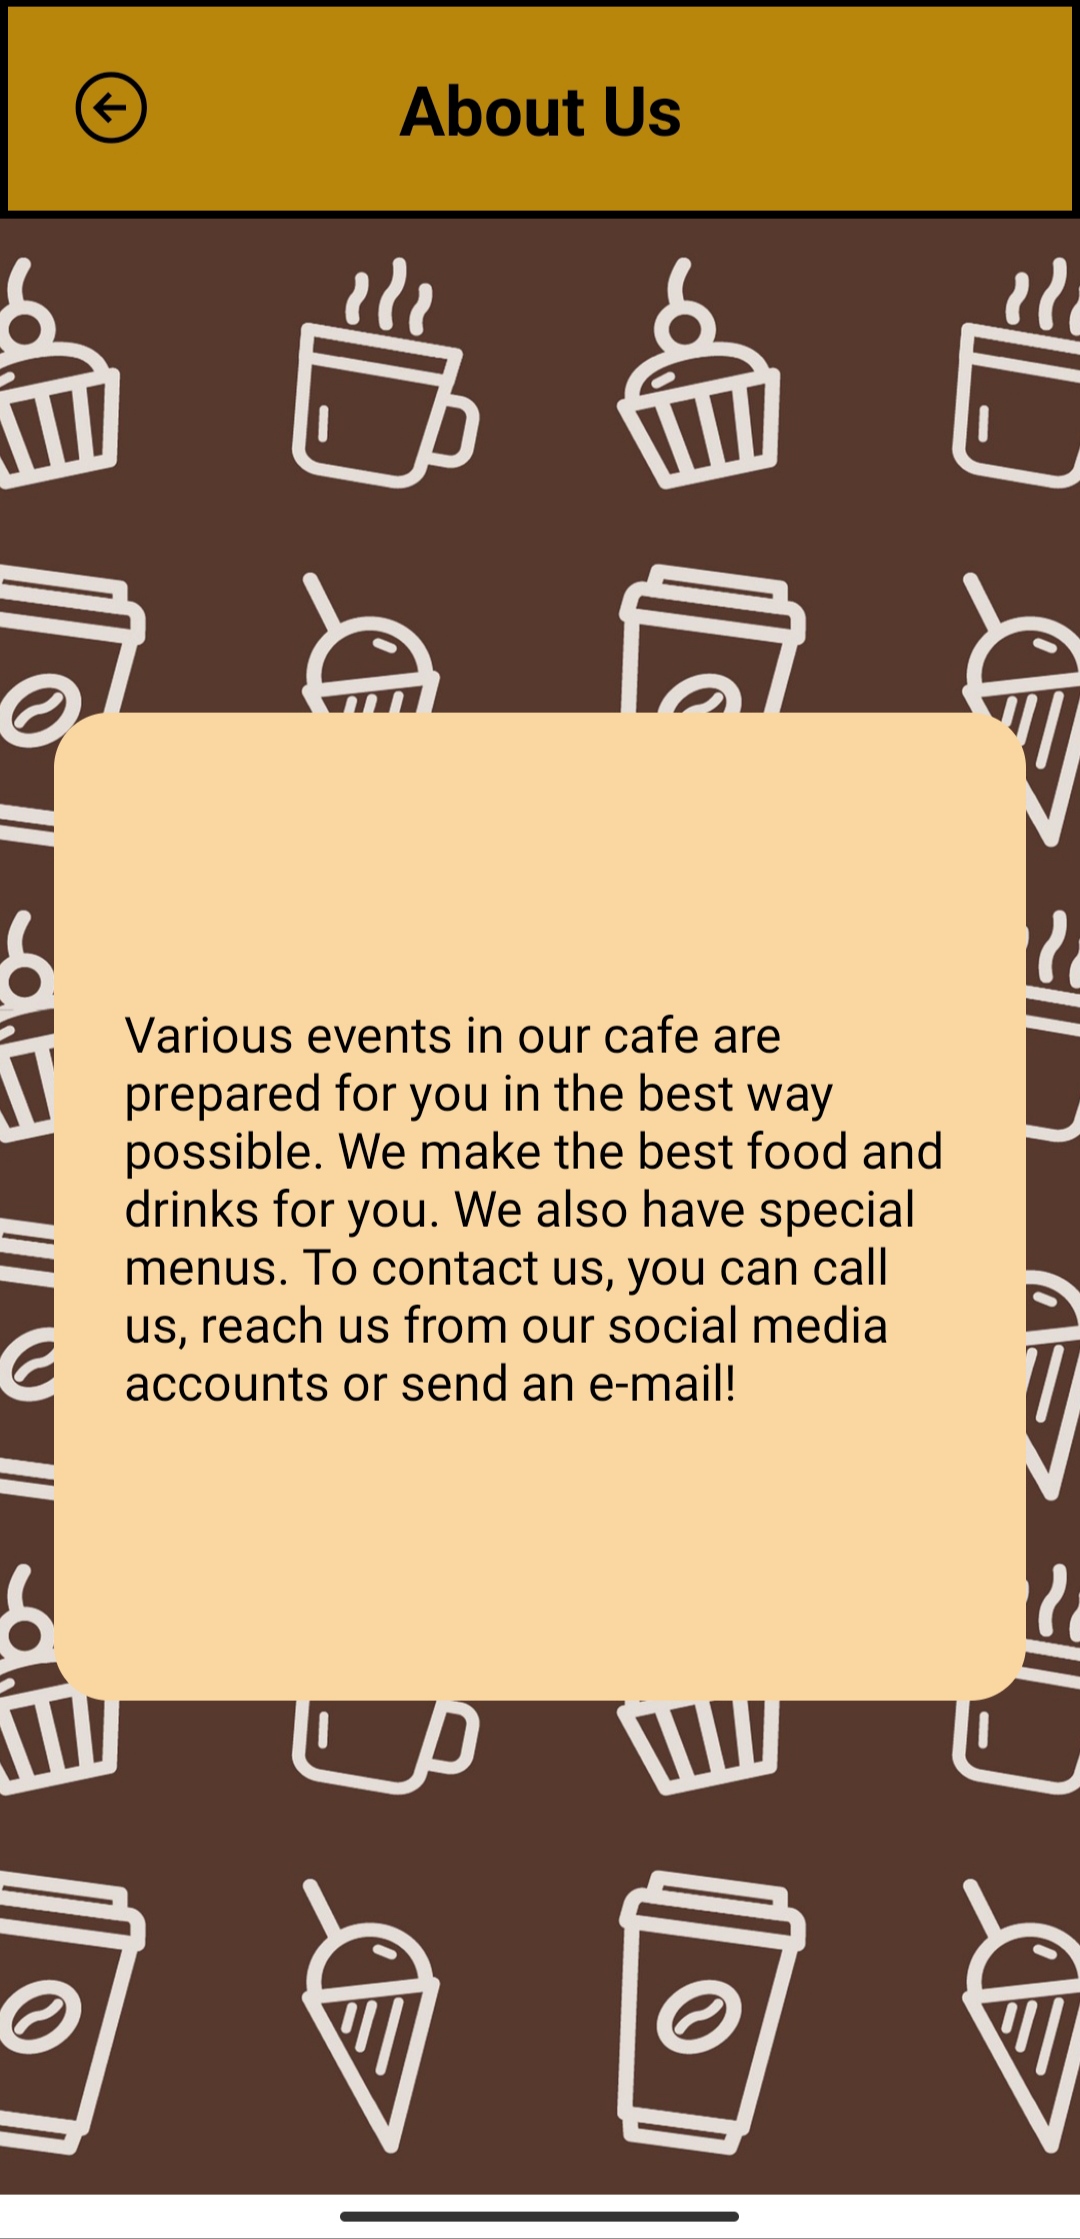 About Us
Various events in our cafe are
prepared for you in the best way
possible. We make the best food and
drinks for you. We also have special
menus. To contact us, you can call
us, reach us from our social media
accounts or send an e-mail!